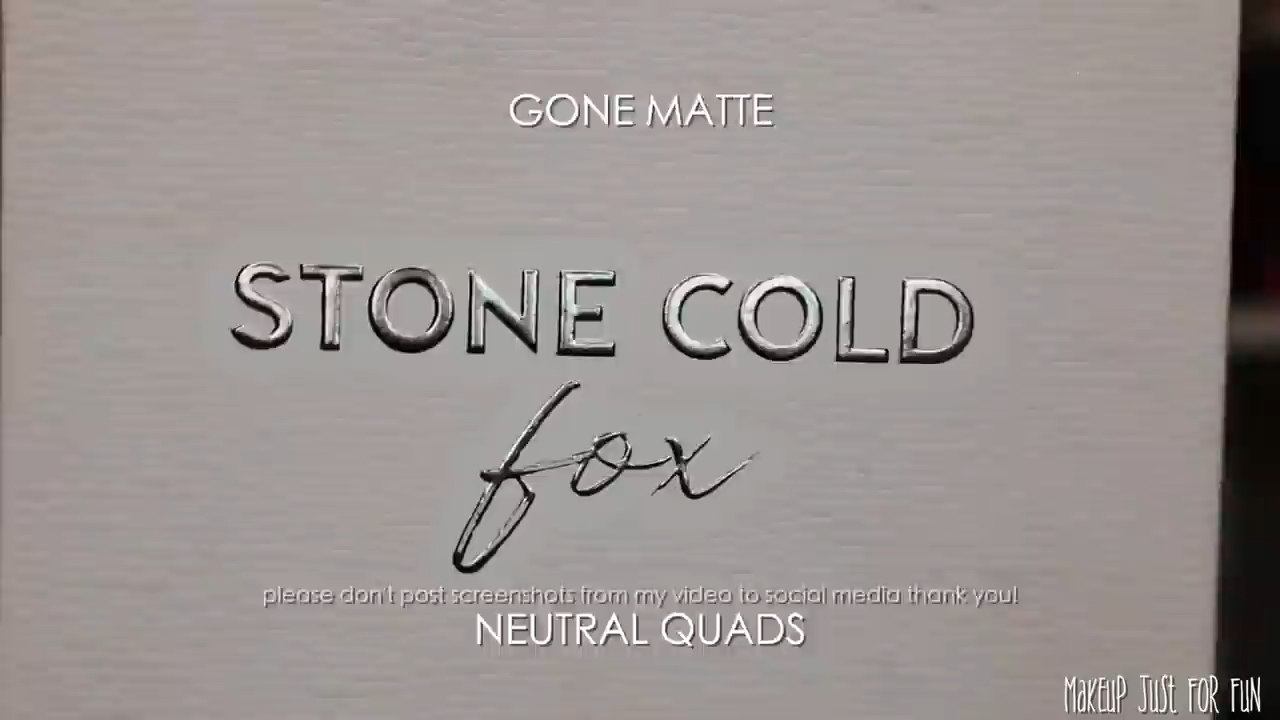 GONE MATTE
STONE COLD
fox
please don't post screenshots from my video to social media thank you!
NEUTRAL QUADS
MAKEUP JUST FOR FUN